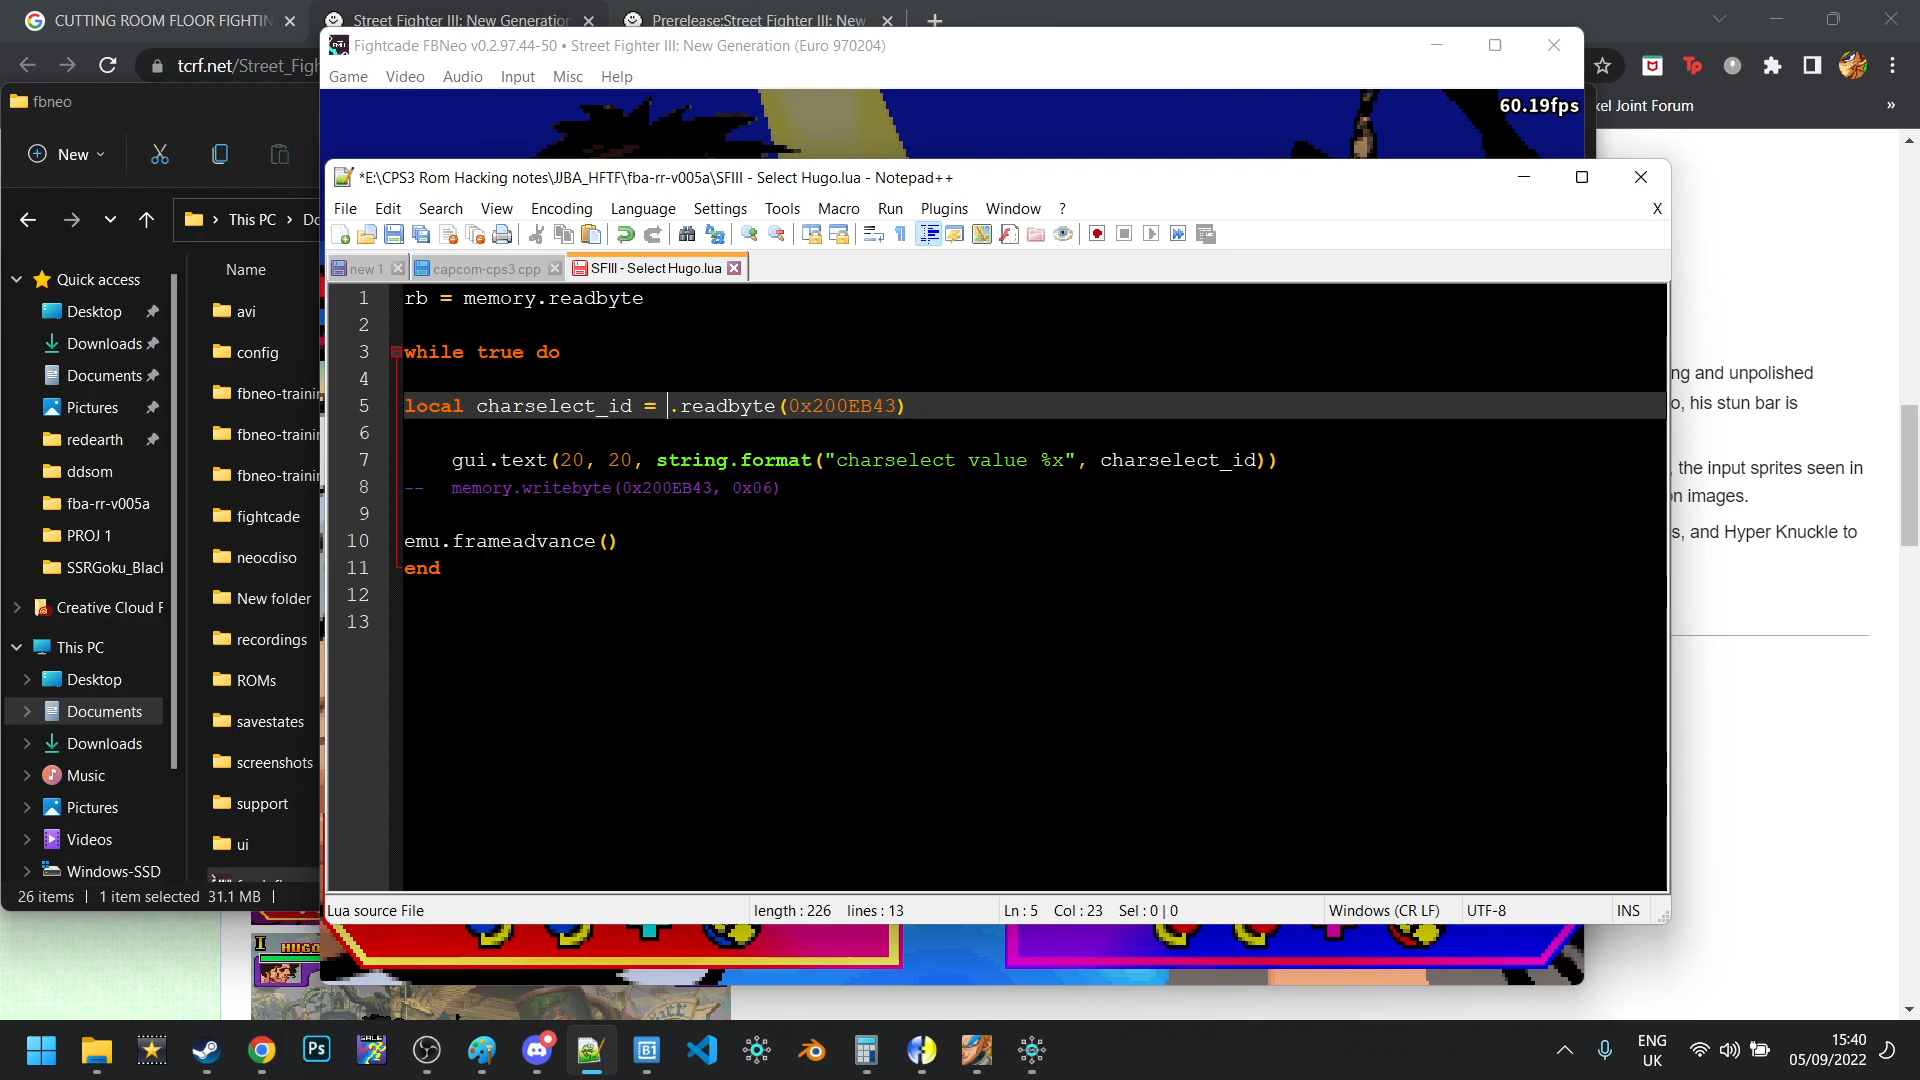 CUTTING ROOM FLOOR FIGHTIN
Street Fighter III: New Generation
Prerelease:Street Fighter III: New
tcrf.net/Street_Figh
xel Joint Forum
»
Fightcade FBNeo v0.2.97.44-50 • Street Fighter III: New Generation (Euro 970204)
Game Video Audio Input Misc Help
60.19fps
fbneo
New
This PC
Do
Name
Quick access
Desktop
Downloads
Documents
Pictures
redearth
ddsom
fba-rr-v005a
PROJ 1
SSRGoku_Black
Creative Cloud F
This PC
Desktop
Documents
Downloads
Music
Pictures
Videos
Windows-SSD
avi
config
fbneo-trainin
fbneo-trainin
fbneo-trainin
fightcade
neocdiso
New folder
recordings
ROMs
savestates
screenshots
support
ui
26 items
1 item selected 31.1 MB
*E:\CPS3 Rom Hacking notes\JJBA_HFTF\fba-rr-v005a\SFIII - Select Hugo.lua - Notepad++
File Edit Search View Encoding Language Settings Tools Macro Run Plugins Window ?
X
new 1
capcom-cps3.cpp
SFIII - Select Hugo.lua
1 rb = memory.readbyte
2
3 while true do
4
5 local charselect_id = .readbyte(0x200EB43)
6
7 gui.text(20, 20, string.format("charselect value %x", charselect_id))
8 -- memory.writebyte(0x200EB43, 0x06)
9
10 emu.frameadvance()
11 end
12
13
Lua source File
length : 226 lines : 13
Ln : 5 Col : 23 Sel : 0 | 0
Windows (CR LF)
UTF-8
INS
ng and unpolished
o, his stun bar is
, the input sprites seen in
n images.
s, and Hyper Knuckle to
I HUGO
Ps
ENG
UK
15:40
05/09/2022